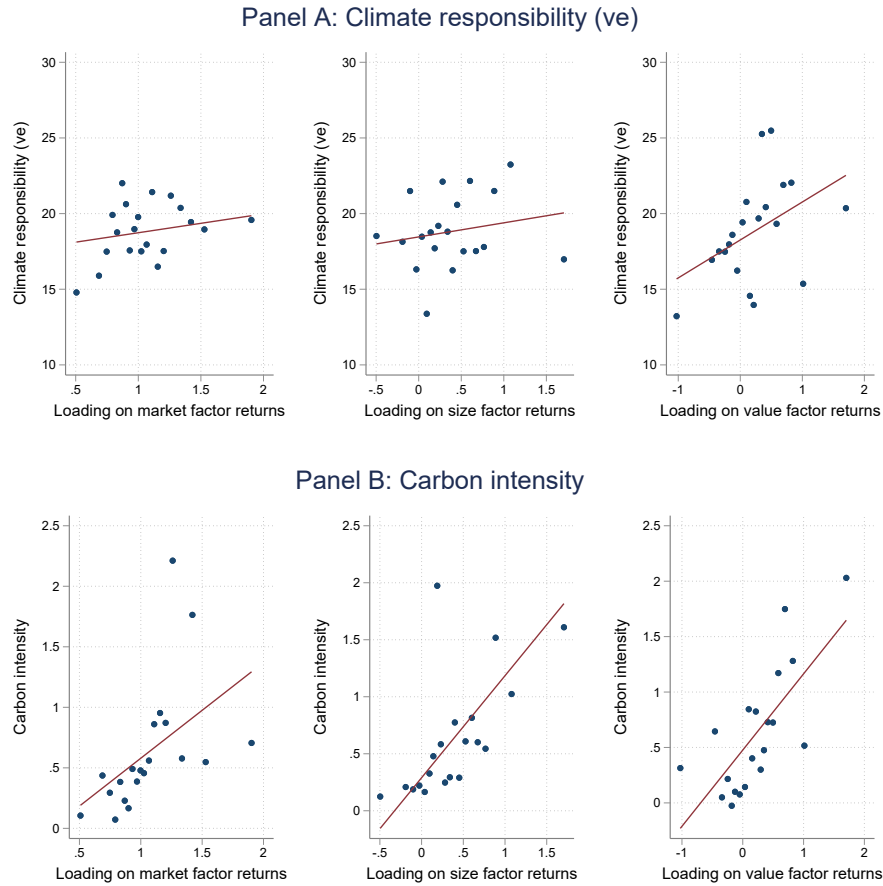 Panel A: Climate responsibility (ve)
Climate responsibility (ve)
30
25
20
15
10
.5 1 1.5 2
Loading on market factor returns
Climate responsibility (ve)
30
25
20
15
10
-.5 0 .5 1 1.5
Loading on size factor returns
Climate responsibility (ve)
30
25
20
15
10
-1 0 1 2
Loading on value factor returns
Panel B: Carbon intensity
Carbon intensity
2.5
2
1.5
1
.5
0
.5 1 1.5 2
Loading on market factor returns
Carbon intensity
2.5
2
1.5
1
.5
0
-.5 0 .5 1 1.5
Loading on size factor returns
Carbon intensity
2.5
2
1.5
1
.5
0
-1 0 1 2
Loading on value factor returns